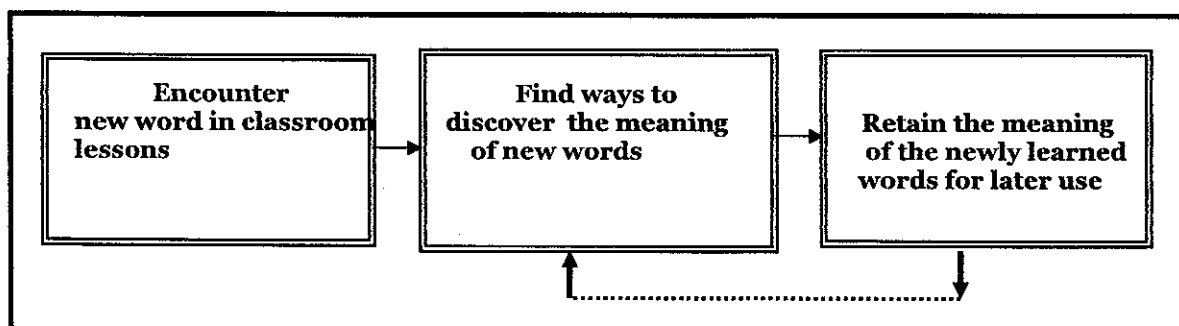 Encounter
new word in classroom
lessons
Find ways to
discover the meaning
of new words
Retain the meaning
of the newly learned
words for later use